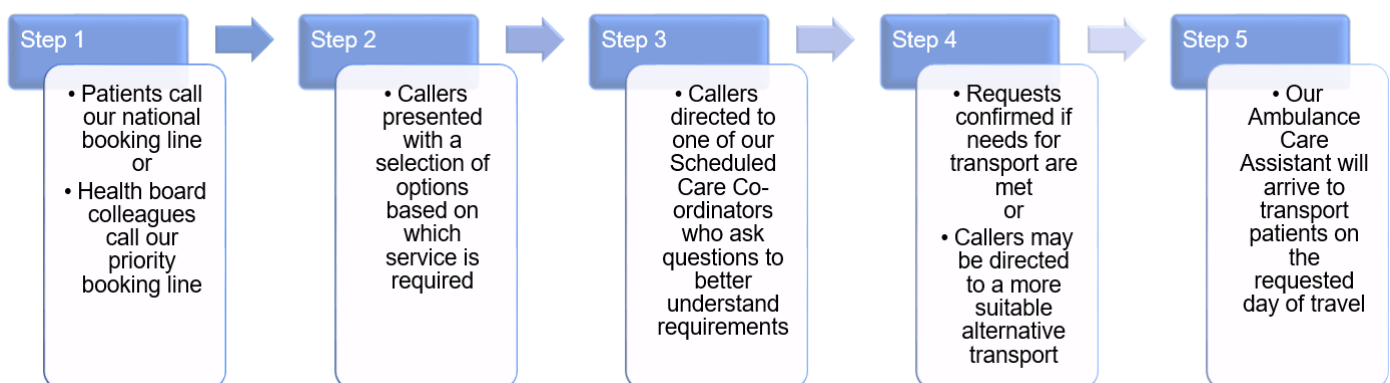 Step 1
• Patients call
our national
booking line
or
• Health board
colleagues
call our
priority
booking line
Step 2
• Callers
presented
with a
selection of
options
based on
which
service is
required
Step 3
• Callers
directed to
one of our
Scheduled
Care Co-
ordinators
who ask
questions to
better
understand
requirements
Step 4
• Requests
confirmed if
needs for
transport are
met
or
• Callers may
be directed
to a more
suitable
alternative
transport
Step 5
• Our
Ambulance
Care
Assistant will
arrive to
transport
patients on
the
requested
day of travel